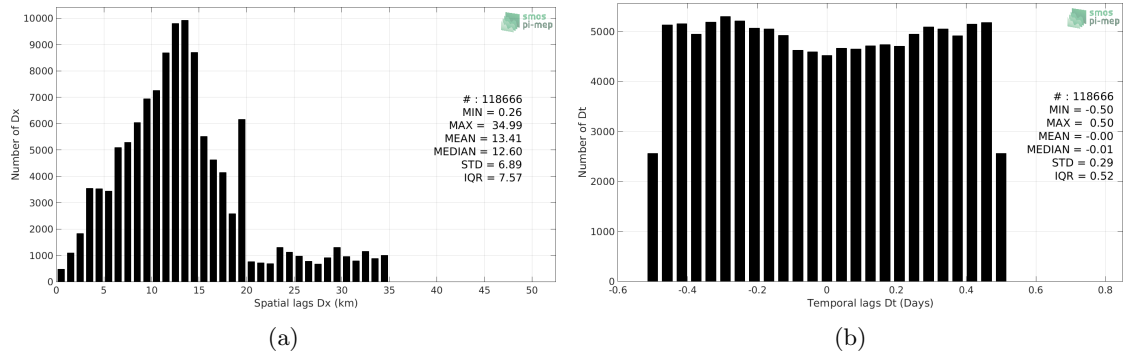 10000
9000
8000
7000
6000
5000
4000
3000
2000
1000
0
Number of Dx
smos
pi-mep
# : 118666
MIN = 0.26
MAX = 34.99
MEAN = 13.41
MEDIAN = 12.60
STD = 6.89
IQR = 7.57
0 5 10 15 20 25 30 35 40 45 50
Spatial lags Dx (km)
(a)
5000
4000
3000
2000
1000
0
Number of Dt
smos
pi-mep
# : 118666
MIN = -0.50
MAX = 0.50
MEAN = -0.00
MEDIAN = -0.01
STD = 0.29
IQR = 0.52
-0.6 -0.4 -0.2 0 0.2 0.4 0.6 0.8
Temporal lags Dt (Days)
(b)